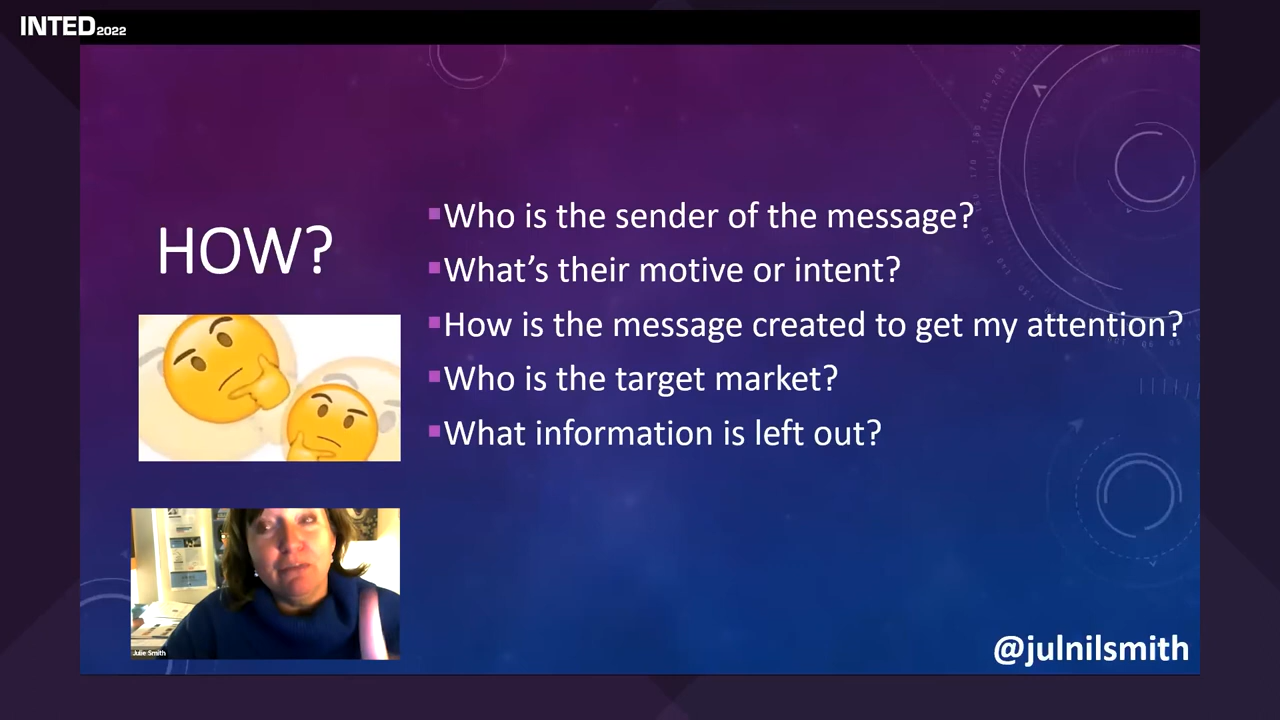 INTED2022
HOW?
Who is the sender of the message?
What's their motive or intent?
How is the message created to get my attention?
Who is the target market?
What information is left out?
Julie Smith
@julnilsmith